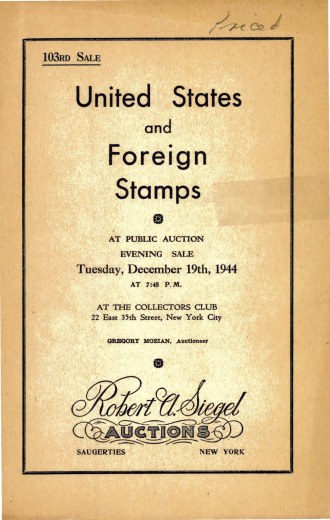 Priced
103RD SALE
United States
and
Foreign
Stamps
AT PUBLIC AUCTION
EVENING SALE
Tuesday, December 19th, 1944
AT 7:45 P.M.
AT THE COLLECTORS CLUB
22 East 35th Street, New York City
GREGORY MOZIAN, Auctioneer
Robert A. Siegel
AUCTIONS
SAUGERTIES NEW YORK